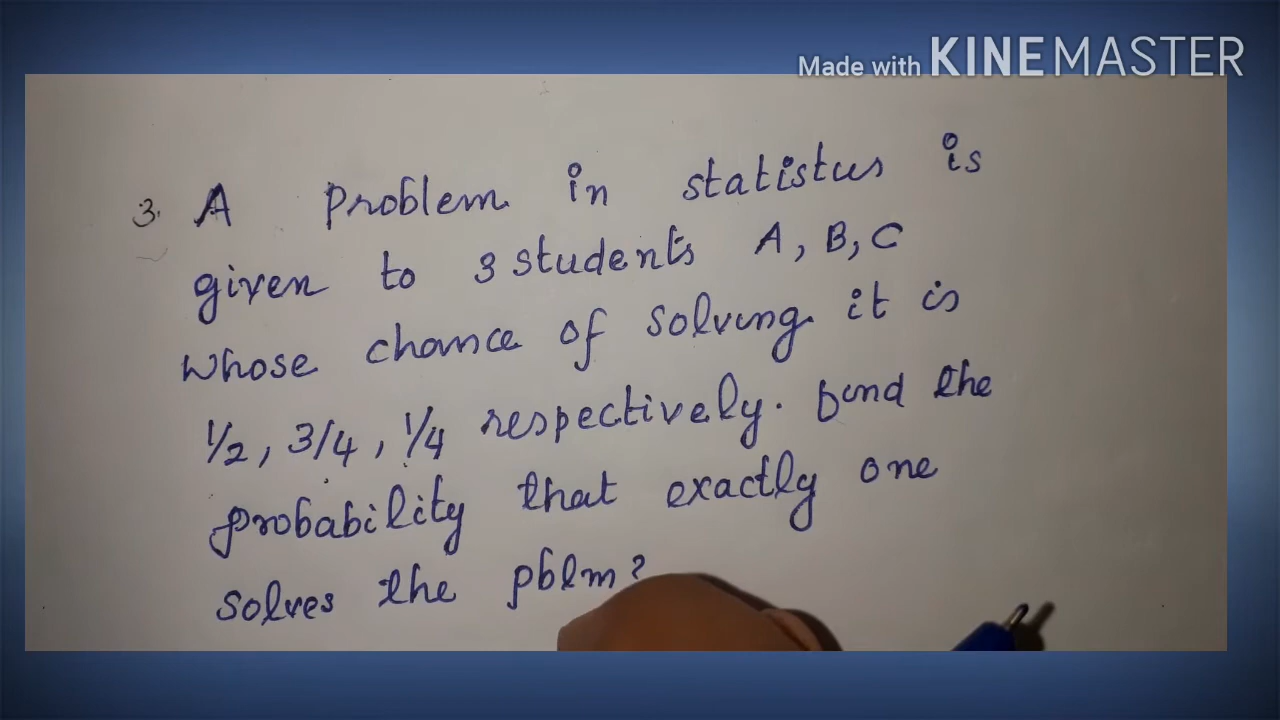 Made with KINEMASTER
3. A Problem in statistics is
given to 3 students A, B, C
Whose chance of solving it is
1/2, 3/4, 1/4 respectively. Find the
probability that exactly one
solves the pblm?